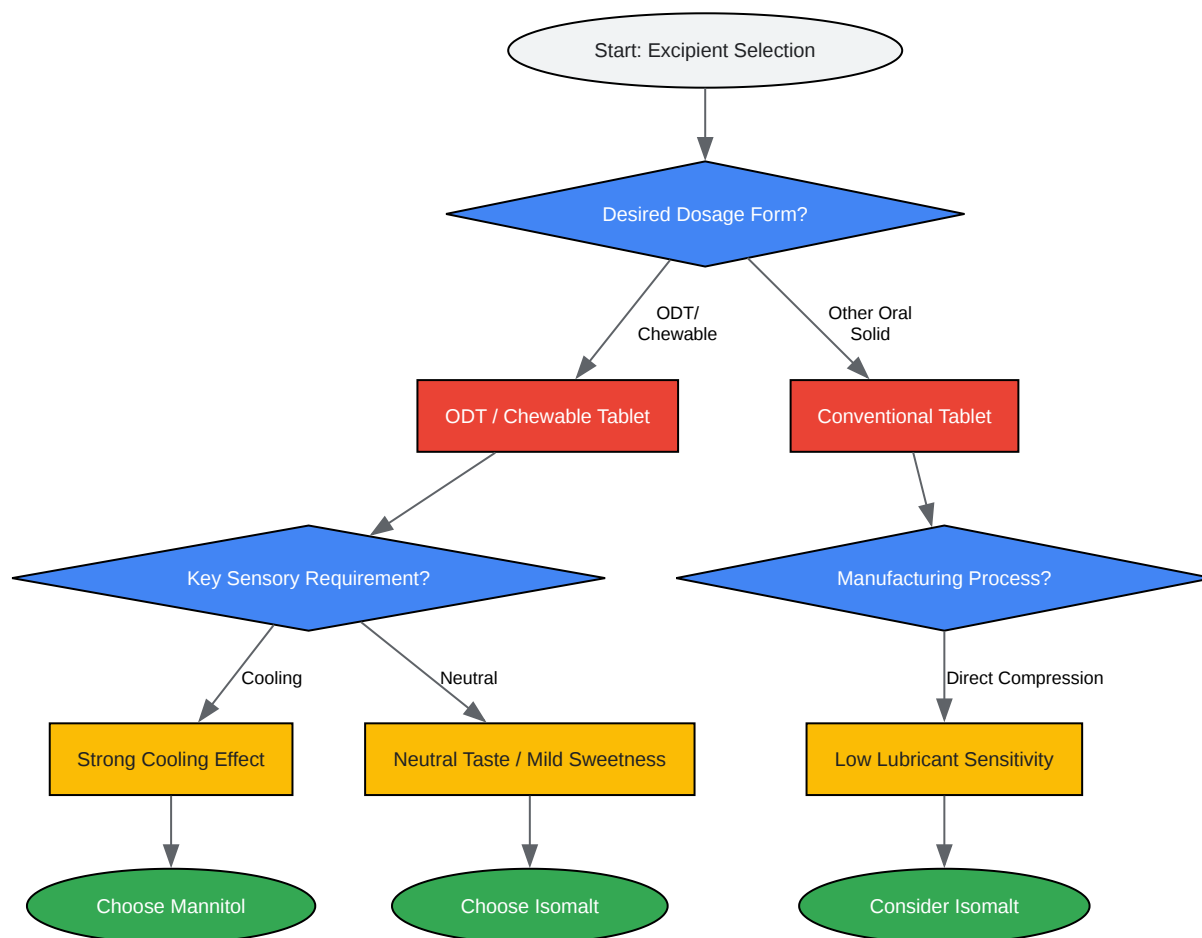 Start: Excipient Selection
Desired Dosage Form?
ODT/
Chewable
Other Oral
Solid
ODT / Chewable Tablet
Conventional Tablet
Key Sensory Requirement?
Manufacturing Process?
Cooling
Neutral
Direct Compression
Strong Cooling Effect
Neutral Taste / Mild Sweetness
Low Lubricant Sensitivity
Choose Mannitol
Choose Isomalt
Consider Isomalt